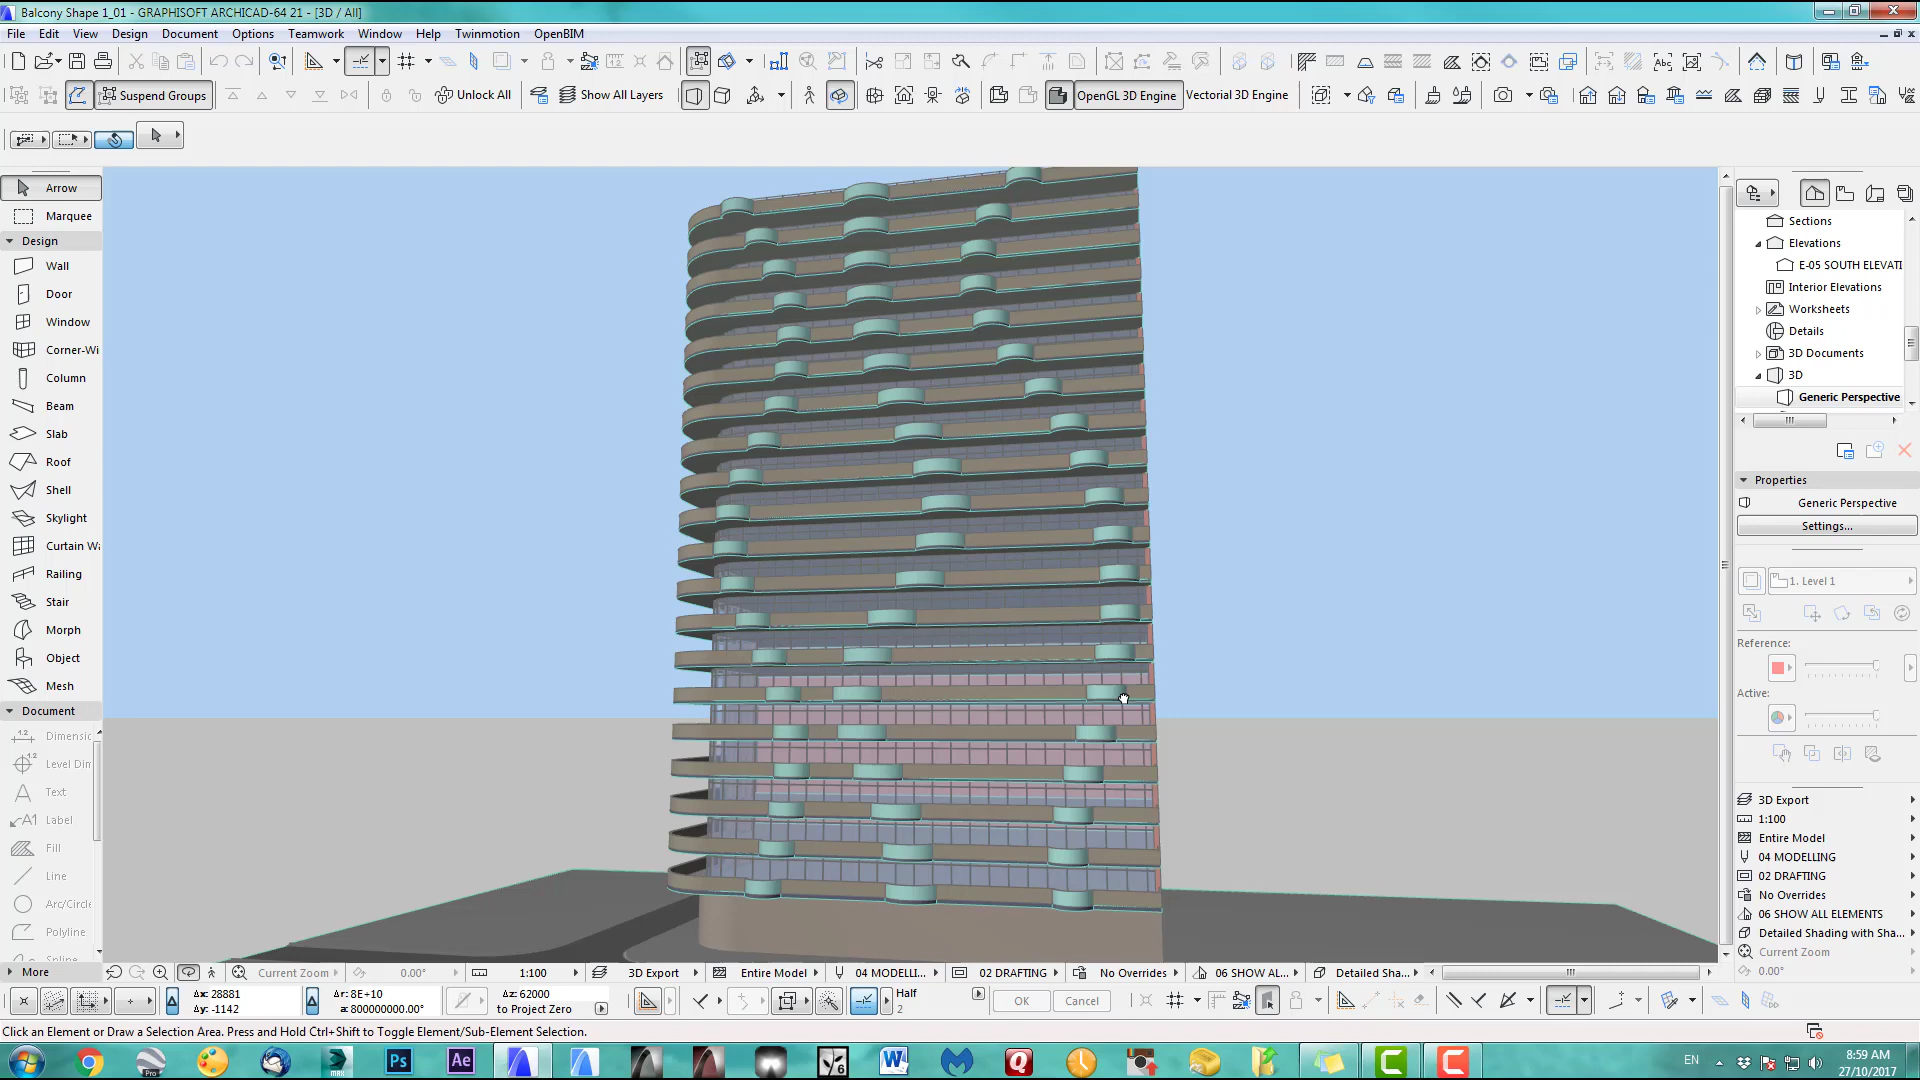 Balcony Shape 1_01 - GRAPHISOFT ARCHICAD-64 21 - [3D / All]
File Edit View Design Document Options Teamwork Window Help Twinmotion OpenBIM
Suspend Groups Unlock All Show All Layers OpenGL 3D Engine Vectorial 3D Engine
Arrow
Marquee
Design
Wall
Door
Window
Corner-Wi
Column
Beam
Slab
Roof
Shell
Skylight
Curtain Wa
Railing
Stair
Morph
Object
Mesh
Document
Dimensic
Level Dim
Text
A1 Label
Fill
Line
Arc/Circle
Polyline
Spline
More
Sections
Elevations
E-05 SOUTH ELEVATI
Interior Elevations
Worksheets
Details
3D Documents
3D
Generic Perspective
Properties
Generic Perspective
Settings...
1. Level 1
Reference:
Active:
3D Export
1:100
Entire Model
04 MODELLING
02 DRAFTING
No Overrides
06 SHOW ALL ELEMENTS
Detailed Shading with Sha...
Current Zoom
0.00°
Current Zoom 0.00° 1:100 3D Export Entire Model 04 MODELLI... 02 DRAFTING No Overrides 06 SHOW AL... Detailed Sha...
Δx: 28881 Δr: 8E+10 Δz: 62000 Half OK Cancel
Δy: -1142 a: 800000000.00° to Project Zero 2
Click an Element or Draw a Selection Area. Press and Hold Ctrl+Shift to Toggle Element/Sub-Element Selection.
Pro MAX Ps Ae W Q C C
EN 8:59 AM
27/10/2017